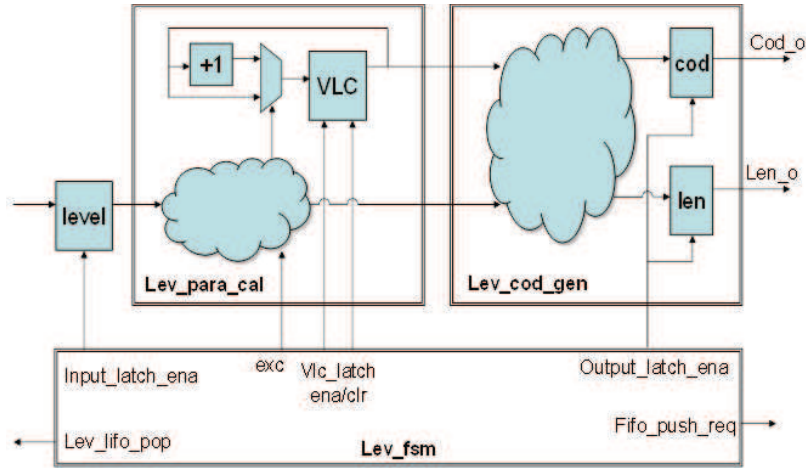 Cod_o
+1
VLC
cod
Len_o
level
len
Lev_para_cal
Lev_cod_gen
Input_latch_ena
exc
Vlc_latch
ena/clr
Output_latch_ena
Lev_lifo_pop
Lev_fsm
Fifo_push_req